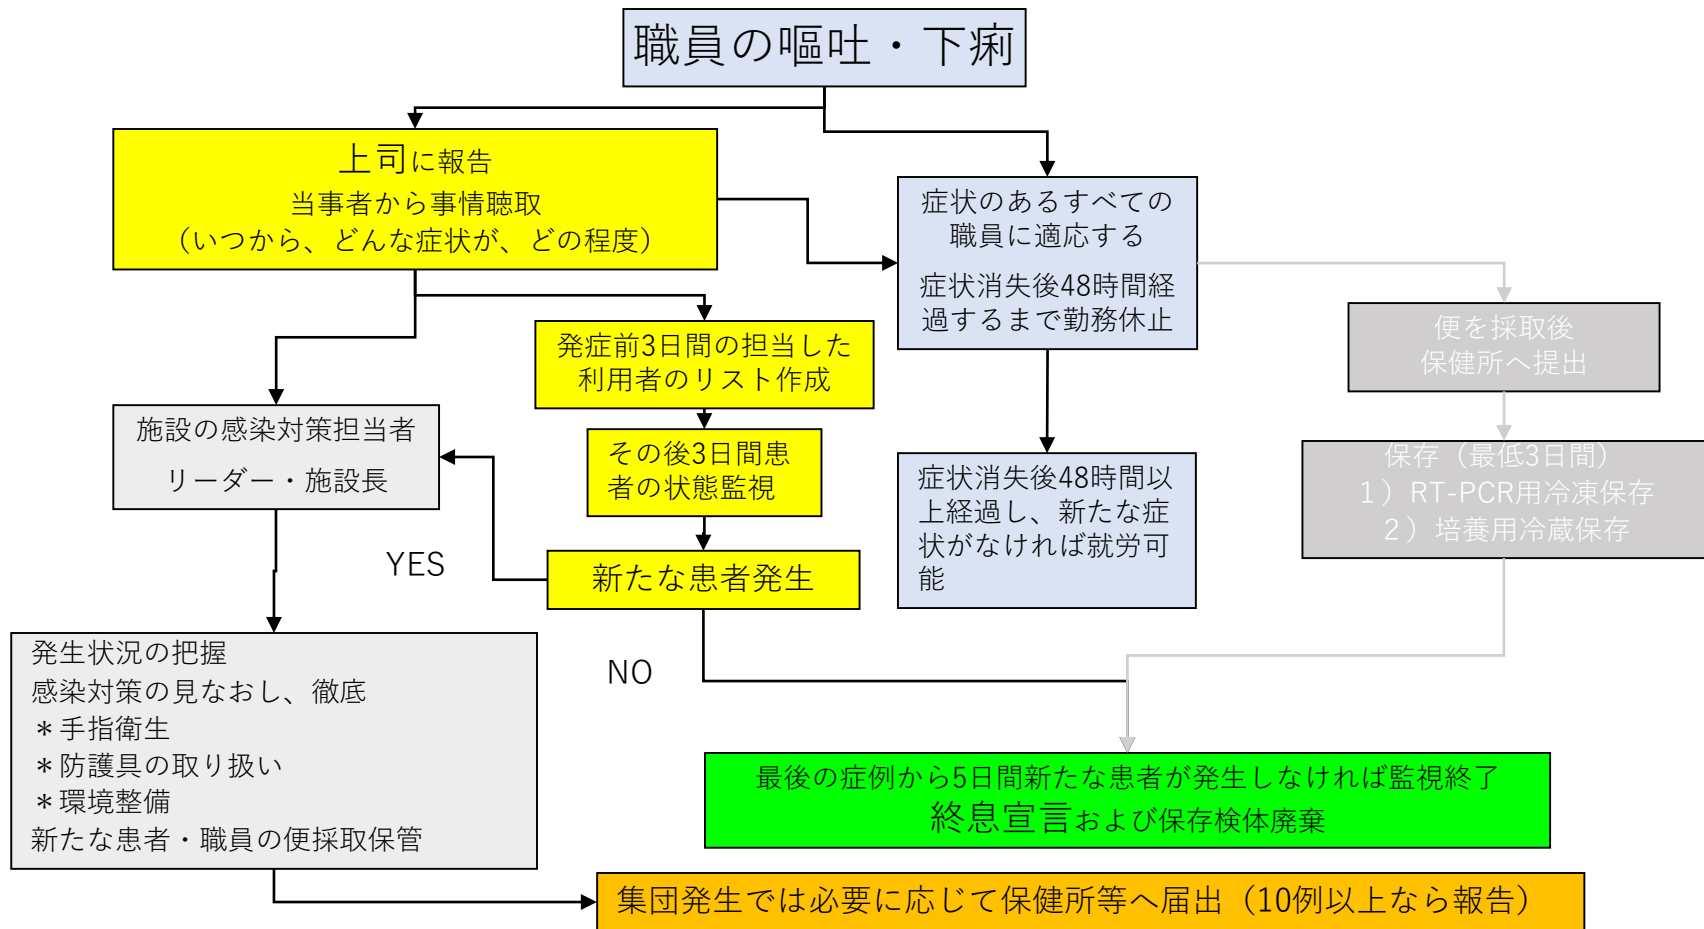 職員の嘔吐・下痢
上司に報告
当事者から事情聴取
（いつから、どんな症状が、どの程度）
症状のあるすべての
職員に適応する
症状消失後48時間経
過するまで勤務休止
便を採取後
保健所へ提出
発症前3日間の担当した
利用者のリスト作成
施設の感染対策担当者
リーダー・施設長
その後3日間患
者の状態監視
保存（最低3日間）
１）RT-PCR用冷凍保存
２）培養用冷蔵保存
症状消失後48時間以
上経過し、新たな症
状がなければ就労可
能
YES
新たな患者発生
NO
発生状況の把握
感染対策の見なおし、徹底
＊手指衛生
＊防護具の取り扱い
＊環境整備
新たな患者・職員の便採取保管
最後の症例から5日間新たな患者が発生しなければ監視終了
終息宣言および保存検体廃棄
集団発生では必要に応じて保健所等へ届出（10例以上なら報告）